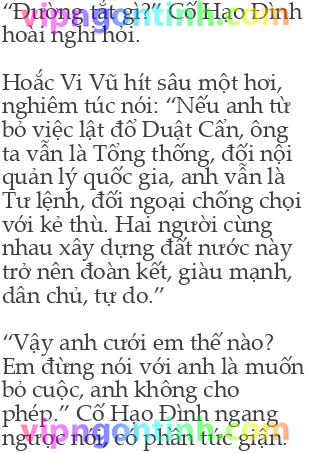 “Đường tắt gì?” Cố Hạo Đình
vipngontinh.com
hoài nghi hỏi.
Hoắc Vi Vũ hít sâu một hơi,
nghiêm túc nói: “Nếu anh từ
bỏ việc lật đổ Duật Cẩn, ông
ta vẫn là Tổng thống, đối nội
quản lý quốc gia, anh vẫn là
Tư lệnh, đối ngoại chống chọi
với kẻ thù. Hai người cùng
nhau xây dựng đất nước này
trở nên đoàn kết, giàu mạnh,
dân chủ, tự do.”
“Vậy anh cưới em thế nào?
Em đừng nói với anh là muốn
bỏ cuộc, anh không cho
phép.” Cố Hạo Đình ngang
ngược nói, có phần tức giận.
vipngontinh.com